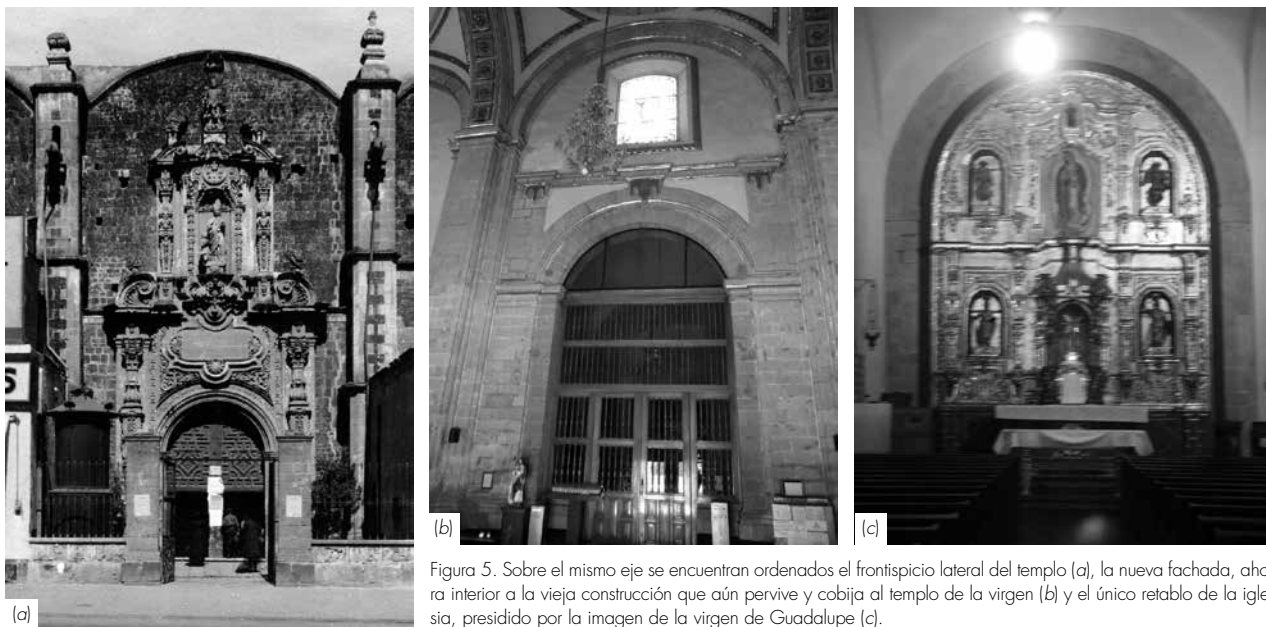 S
(a)
(b)
(c)
Figura 5. Sobre el mismo eje se encuentran ordenados el frontispicio lateral del templo (a), la nueva fachada, aho-
ra interior a la vieja construcción que aún pervive y cobija al templo de la virgen (b) y el único retablo de la igle-
sia, presidido por la imagen de la virgen de Guadalupe (c).